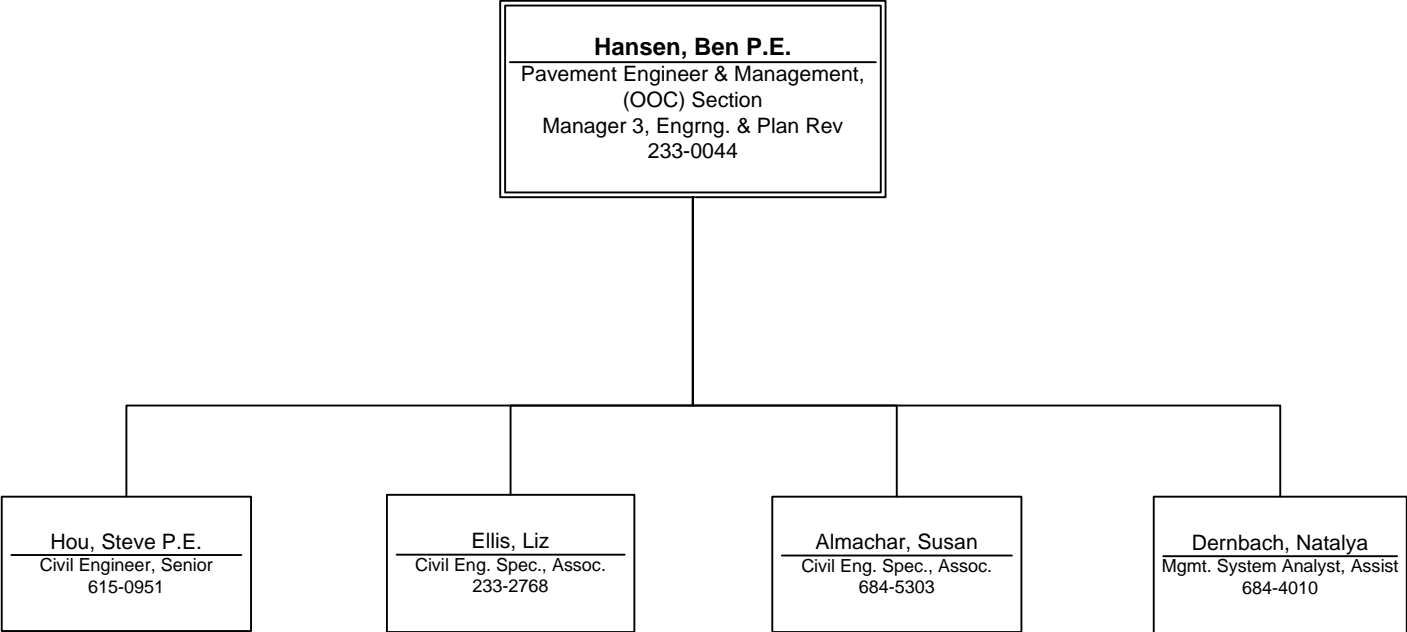 Hansen, Ben P.E.
Pavement Engineer & Management,
(OOC) Section
Manager 3, Engrng. & Plan Rev
233-0044
Hou, Steve P.E.
Civil Engineer, Senior
615-0951
Ellis, Liz
Civil Eng. Spec., Assoc.
233-2768
Almachar, Susan
Civil Eng. Spec., Assoc.
684-5303
Dernbach, Natalya
Mgmt. System Analyst, Assist
684-4010